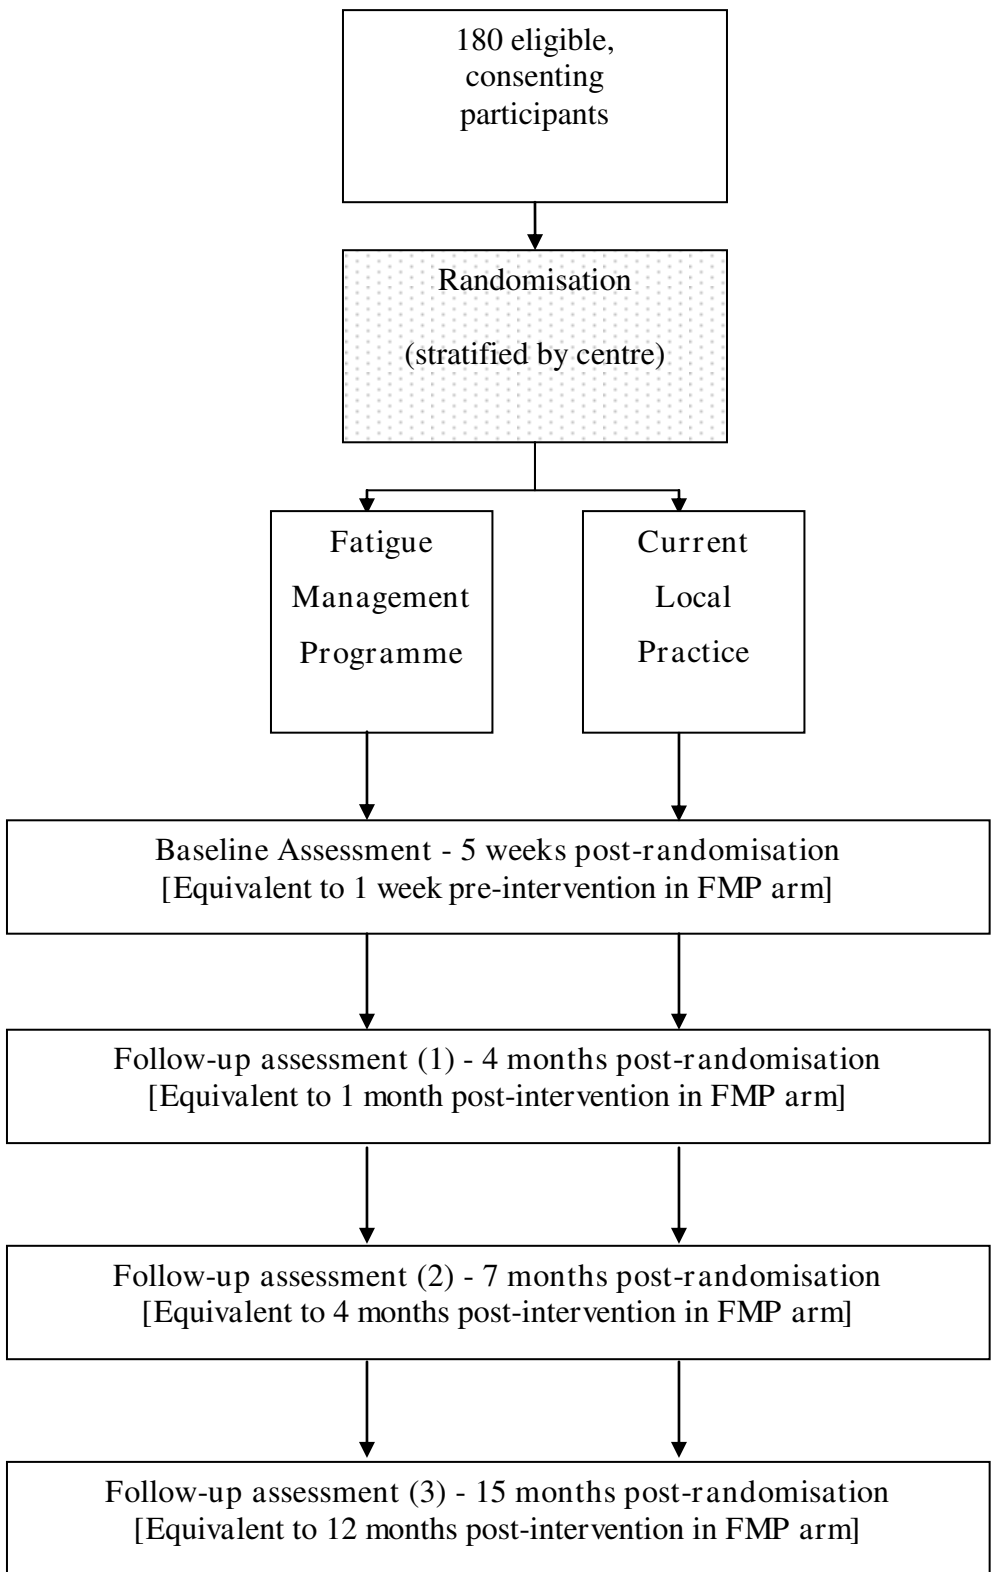 180 eligible,
consenting
participants
Randomisation
(stratified by centre)
Fatigue
Management
Programme
Current
Local
Practice
Baseline Assessment - 5 weeks post-randomisation
[Equivalent to 1 week pre-intervention in FMP arm]
Follow-up assessment (1) - 4 months post-randomisation
[Equivalent to 1 month post-intervention in FMP arm]
Follow-up assessment (2) - 7 months post-randomisation
[Equivalent to 4 months post-intervention in FMP arm]
Follow-up assessment (3) - 15 months post-randomisation
[Equivalent to 12 months post-intervention in FMP arm]